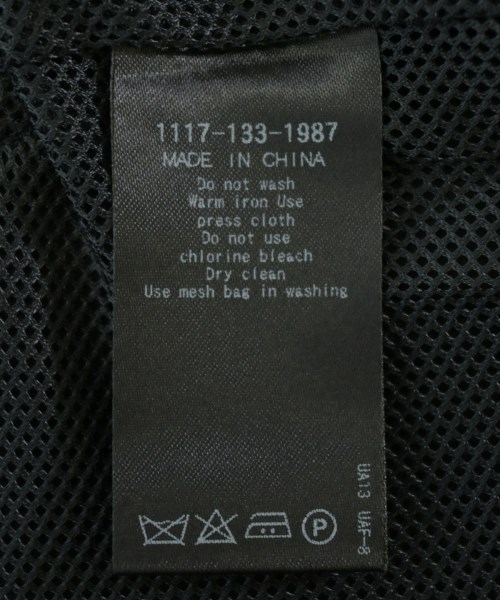 1117-133-1987
MADE IN CHINA
Do not wash
Warm iron Use
press cloth
Do not use
chlorine bleach
Dry clean
Use mesh bag in washing
UA13 UAF-8
P